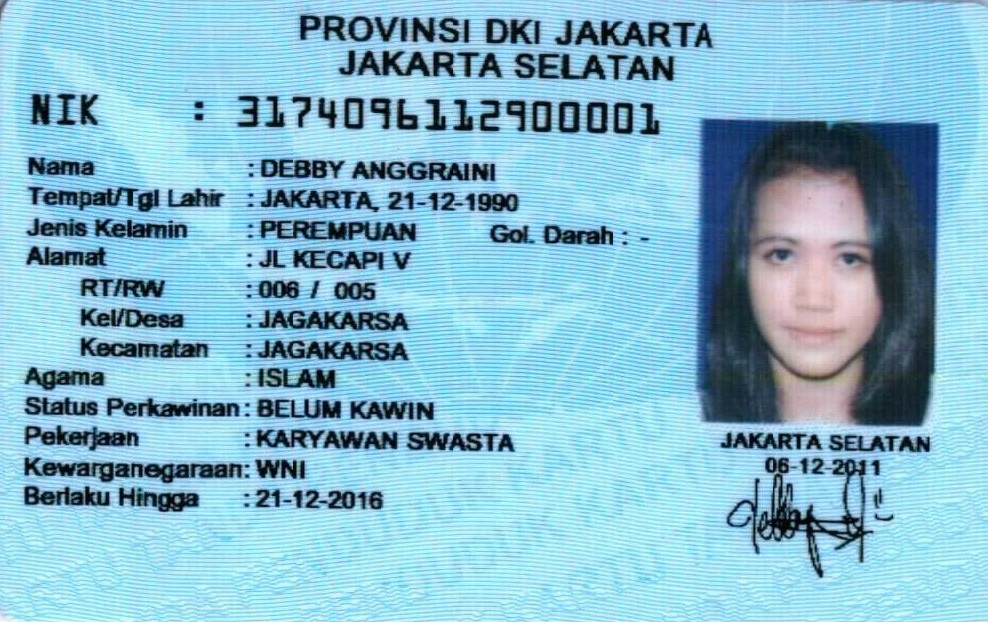 PROVINSI DKI JAKARTA
JAKARTA SELATAN
NIK : 3174096112900001
Nama : DEBBY ANGGRAINI
Tempat/Tgl Lahir : JAKARTA, 21-12-1990
Jenis Kelamin : PEREMPUAN Gol. Darah : -
Alamat : JL KECAPI V
RT/RW : 006 / 005
Kel/Desa : JAGAKARSA
Kecamatan : JAGAKARSA
Agama : ISLAM
Status Perkawinan : BELUM KAWIN
Pekerjaan : KARYAWAN SWASTA
Kewarganegaraan : WNI
Berlaku Hingga : 21-12-2016
JAKARTA SELATAN
06-12-2011